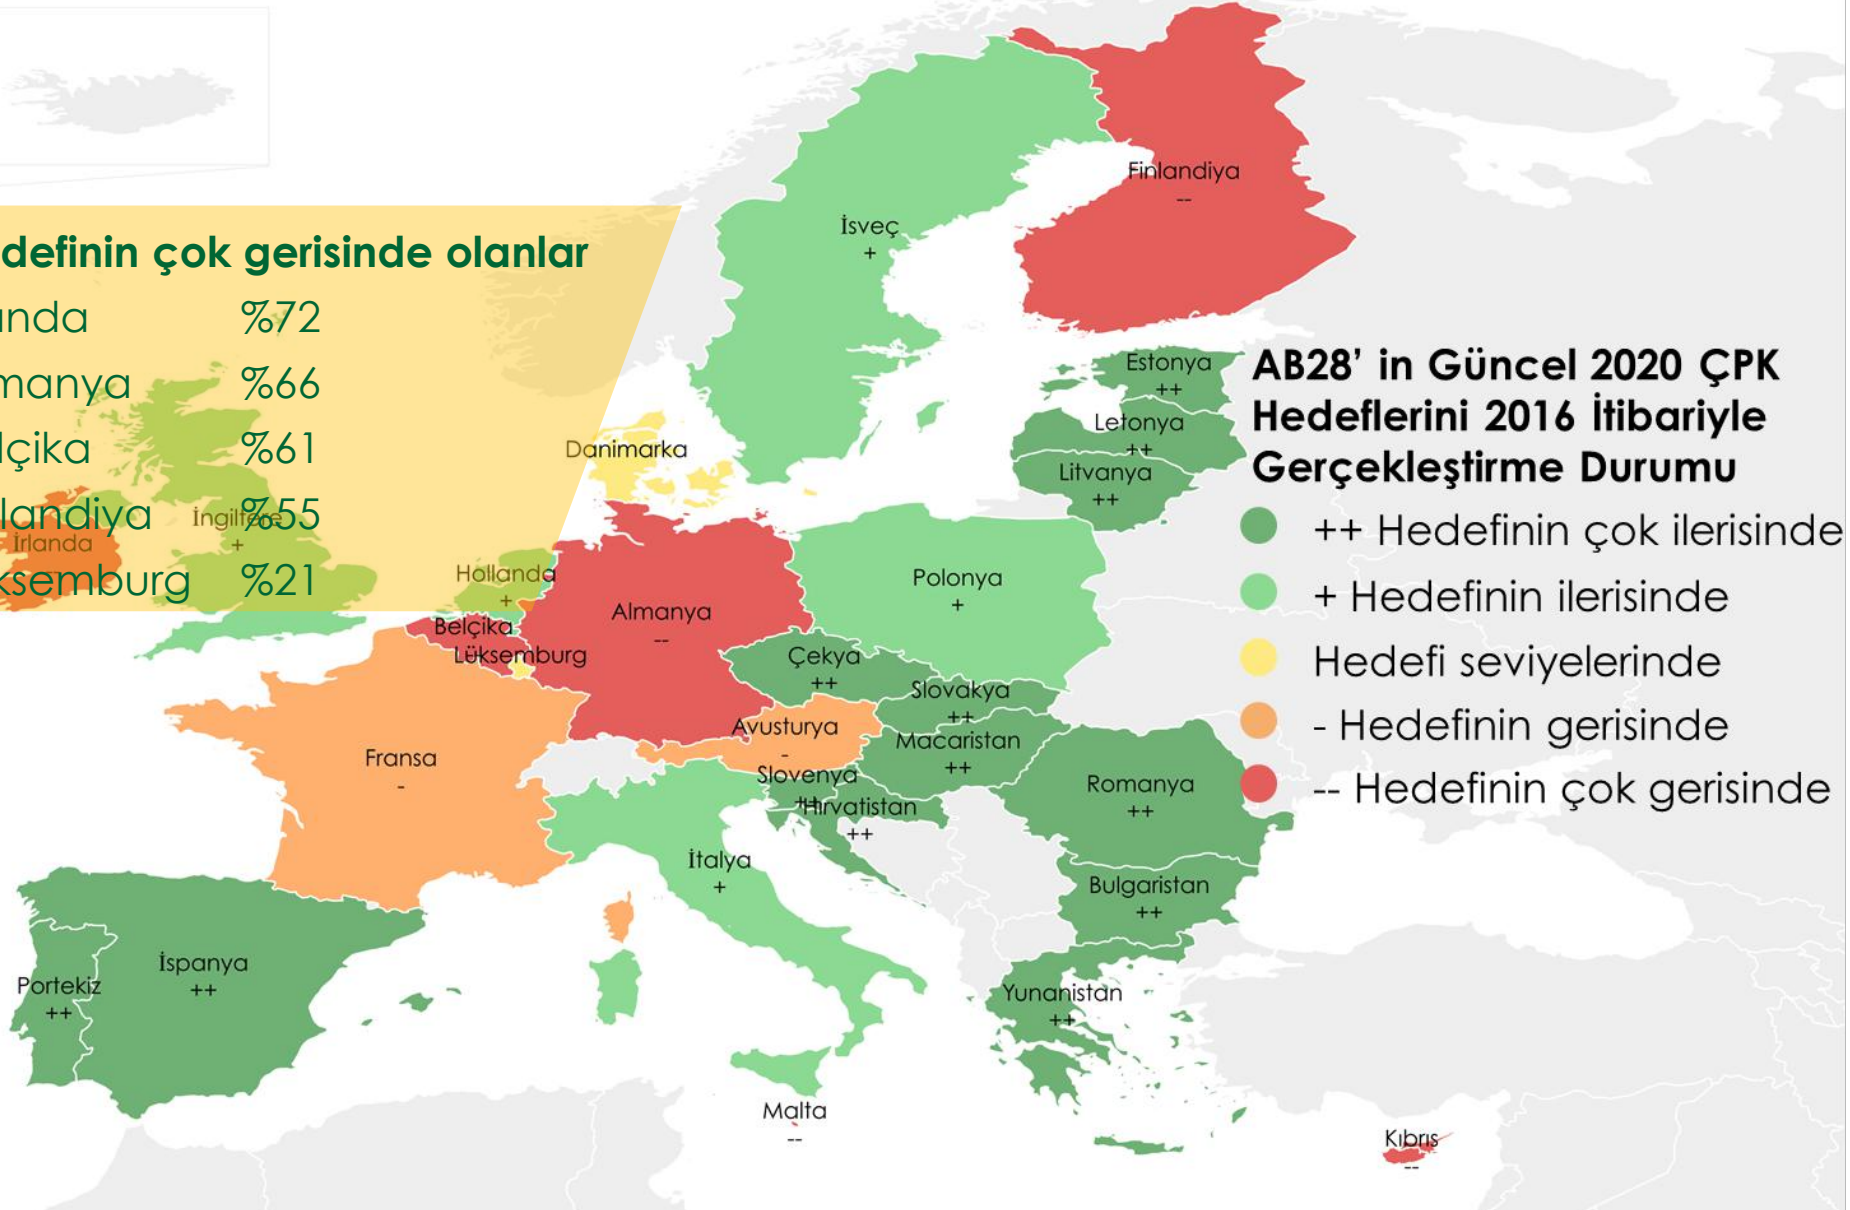 definin çok gerisinde olanlar
anda %72
manya %66
lçika %61
landiya %55
ksemburg %21
Finlandiya
--
İsveç
+
Estonya
++
Letonya
++
Litvanya
++
Danimarka
İngiltere
+
İrlanda
Hollanda
+
Almanya
--
Belçika
--
Lüksemburg
Polonya
+
Çekya
++
Slovakya
++
Avusturya
-
Macaristan
++
Slovenya
++
Hırvatistan
++
Fransa
-
Romanya
++
İtalya
+
Bulgaristan
++
İspanya
++
Portekiz
++
Yunanistan
++
Malta
--
Kıbrıs
--
AB28’ in Güncel 2020 ÇPK
Hedeflerini 2016 İtibariyle
Gerçekleştirme Durumu
++ Hedefinin çok ilerisinde
+ Hedefinin ilerisinde
Hedefi seviyelerinde
- Hedefinin gerisinde
-- Hedefinin çok gerisinde